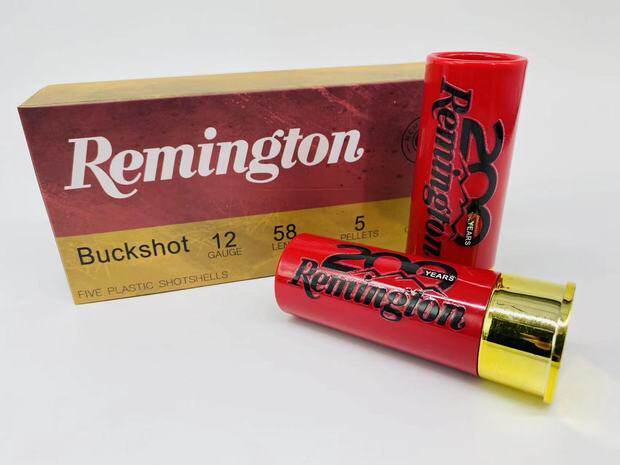 Remington
Buckshot
12
GAUGE
58
5
PELLETS
FIVE PLASTIC SHOTSHELLS
200
YEARS
Remington
200
YEARS
Remington